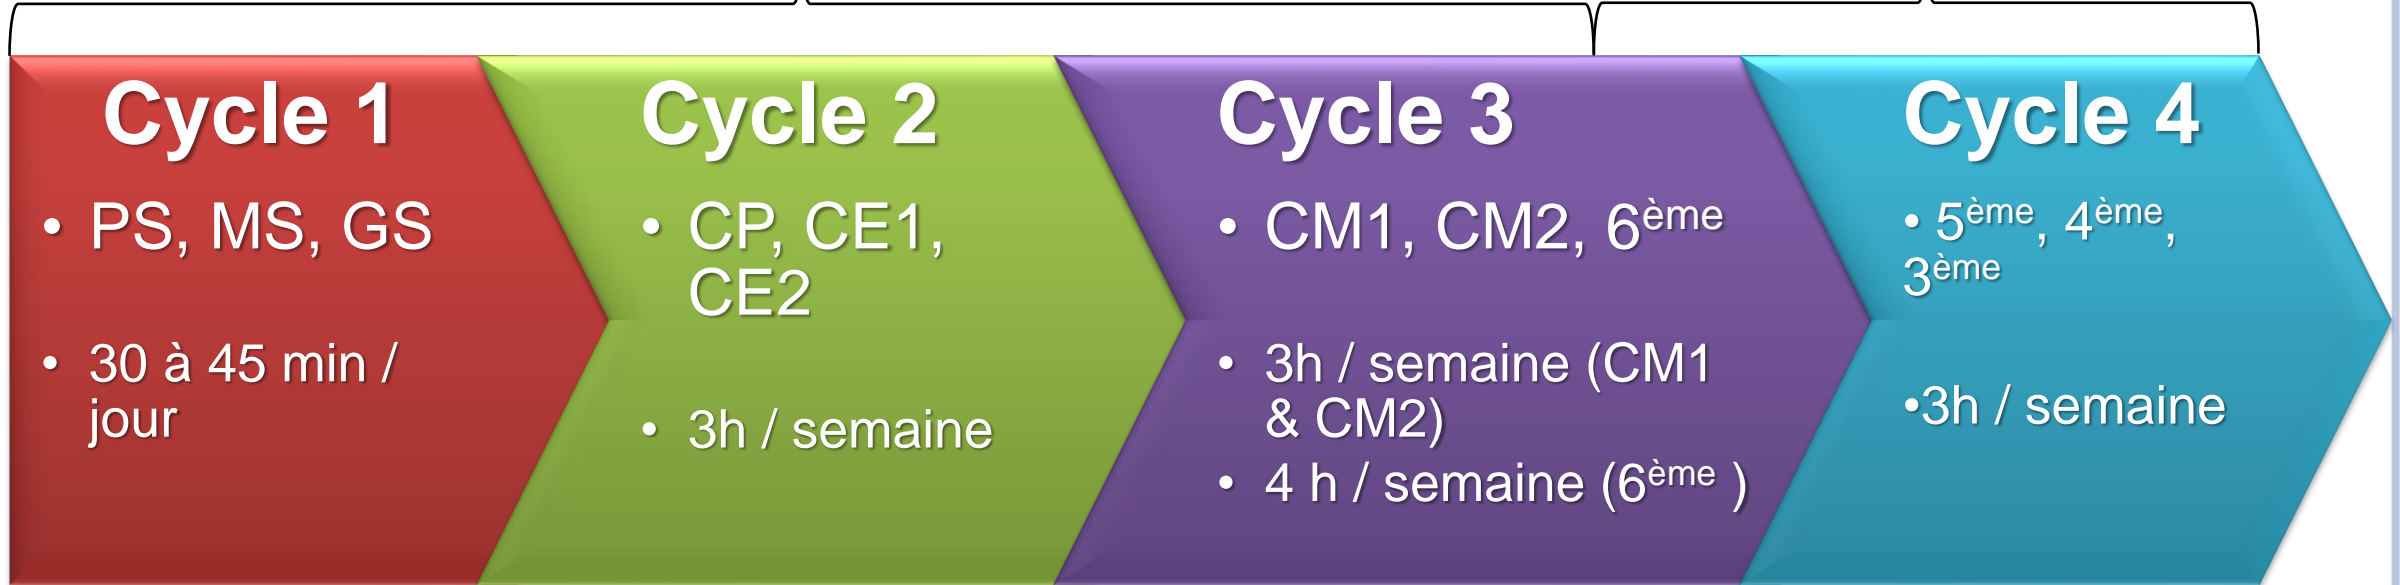 Cycle 1
• PS, MS, GS
• 30 à 45 min /
jour
Cycle 2
• CP, CE1,
CE2
• 3h / semaine
Cycle 3
• CM1, CM2, 6ème
• 3h / semaine (CM1
& CM2)
• 4 h / semaine (6ème )
Cycle 4
• 5ème, 4ème,
3ème
•3h / semaine